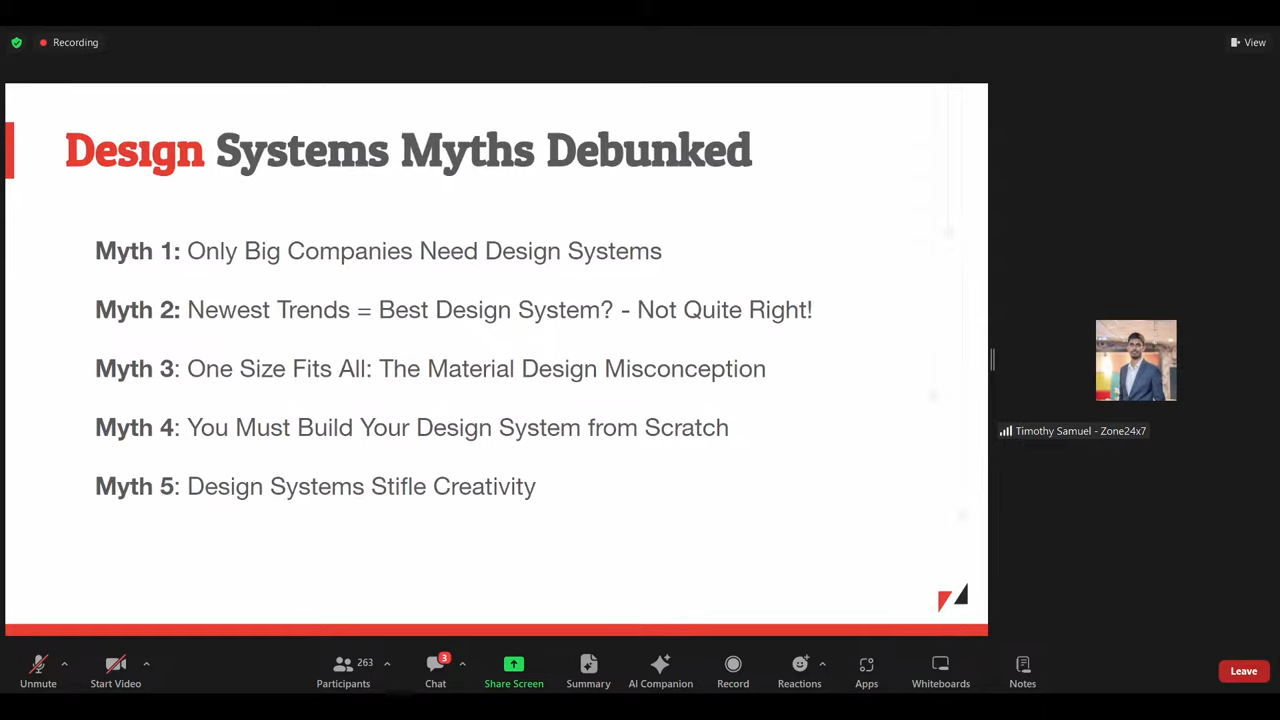 Recording
View
Design Systems Myths Debunked
Myth 1: Only Big Companies Need Design Systems
Myth 2: Newest Trends = Best Design System? - Not Quite Right!
Myth 3: One Size Fits All: The Material Design Misconception
Myth 4: You Must Build Your Design System from Scratch
Myth 5: Design Systems Stifle Creativity
Timothy Samuel - Zone24x7
263
3
Unmute
Start Video
Participants
Chat
Share Screen
Summary
AI Companion
Record
Reactions
Apps
Whiteboards
Notes
Leave